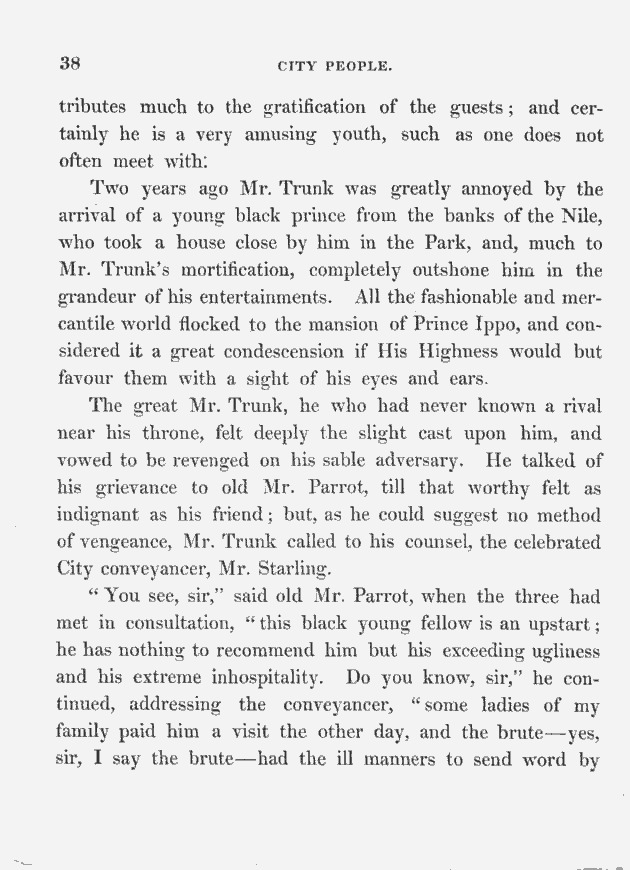 38 CITY PEOPLE.
tributes much to the gratification of the guests; and cer-
tainly he is a very amusing youth, such as one does not
often meet with.
Two years ago Mr. Trunk was greatly annoyed by the
arrival of a young black prince from the banks of the Nile,
who took a house close by him in the Park, and, much to
Mr. Trunk's mortification, completely outshone him in the
grandeur of his entertainments. All the fashionable and mer-
cantile world flocked to the mansion of Prince Ippo, and con-
sidered it a great condescension if His Highness would but
favour them with a sight of his eyes and ears.
The great Mr. Trunk, he who had never known a rival
near his throne, felt deeply the slight cast upon him, and
vowed to be revenged on his sable adversary. He talked of
his grievance to old Mr. Parrot, till that worthy felt as
indignant as his friend; but, as he could suggest no method
of vengeance, Mr. Trunk called to his counsel, the celebrated
City conveyancer, Mr. Starling.
“You see, sir,” said old Mr. Parrot, when the three had
met in consultation, “this black young fellow is an upstart;
he has nothing to recommend him but his exceeding ugliness
and his extreme inhospitality. Do you know, sir,” he con-
tinued, addressing the conveyancer, “some ladies of my
family paid him a visit the other day, and the brute—yes,
sir, I say the brute—had the ill manners to send word by